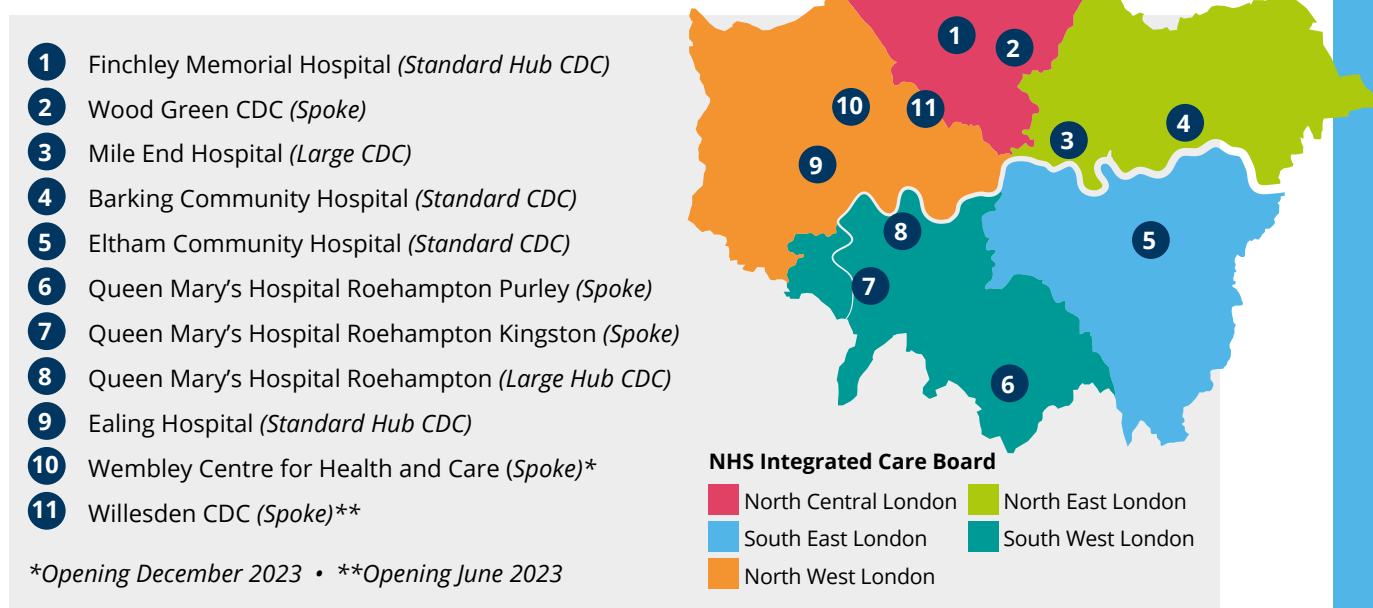 1 Finchley Memorial Hospital (Standard Hub CDC)
2 Wood Green CDC (Spoke)
3 Mile End Hospital (Large CDC)
4 Barking Community Hospital (Standard CDC)
5 Eltham Community Hospital (Standard CDC)
6 Queen Mary’s Hospital Roehampton Purley (Spoke)
7 Queen Mary’s Hospital Roehampton Kingston (Spoke)
8 Queen Mary’s Hospital Roehampton (Large Hub CDC)
9 Ealing Hospital (Standard Hub CDC)
10 Wembley Centre for Health and Care (Spoke)*
11 Willesden CDC (Spoke)**
*Opening December 2023 • **Opening June 2023
1
2
10
11
3
4
9
8
5
7
6
NHS Integrated Care Board
North Central London
North East London
South East London
South West London
North West London